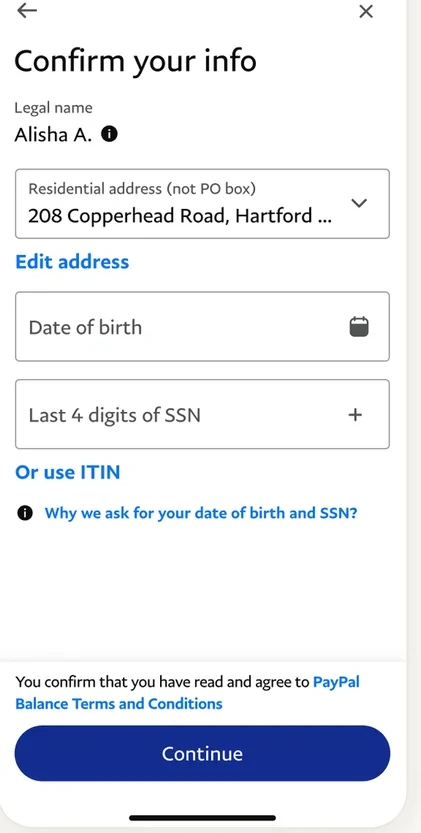 Confirm your info
Legal name
Alisha A.
Residential address (not PO box)
208 Copperhead Road, Hartford ...
Edit address
Date of birth
Last 4 digits of SSN
Or use ITIN
Why we ask for your date of birth and SSN?
You confirm that you have read and agree to PayPal
Balance Terms and Conditions
Continue